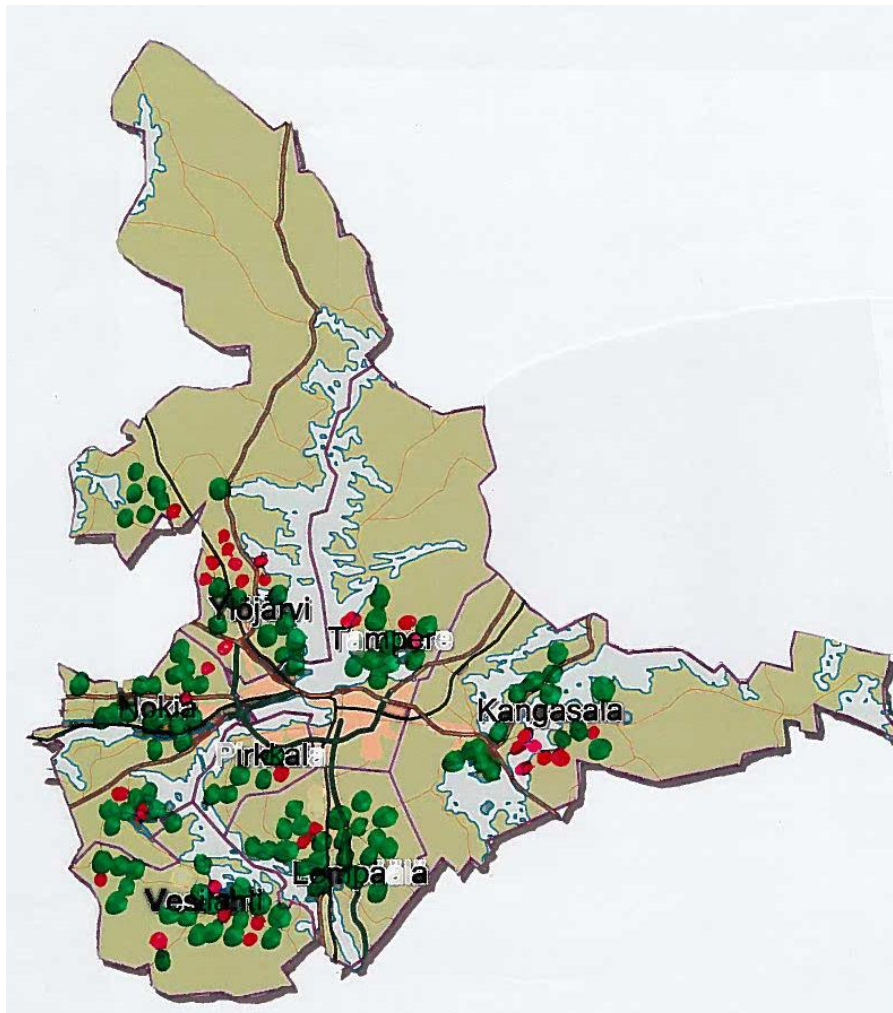 Ylöjärvi
Tampere
Nokia
Kangasala
Pirkkala
Lempäälä
Vesilahti